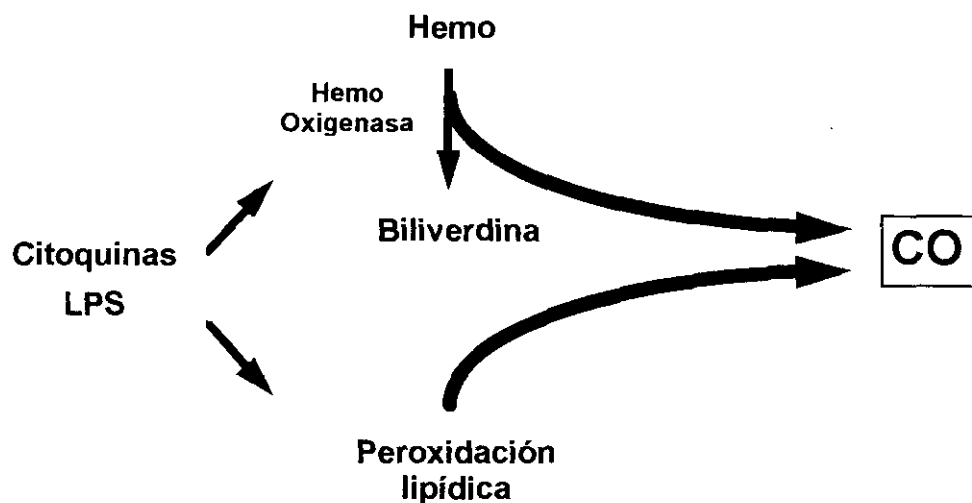 Hemo
Hemo
Oxigenasa
Biliverdina
Citoquinas
LPS
CO
Peroxidación
lipídica